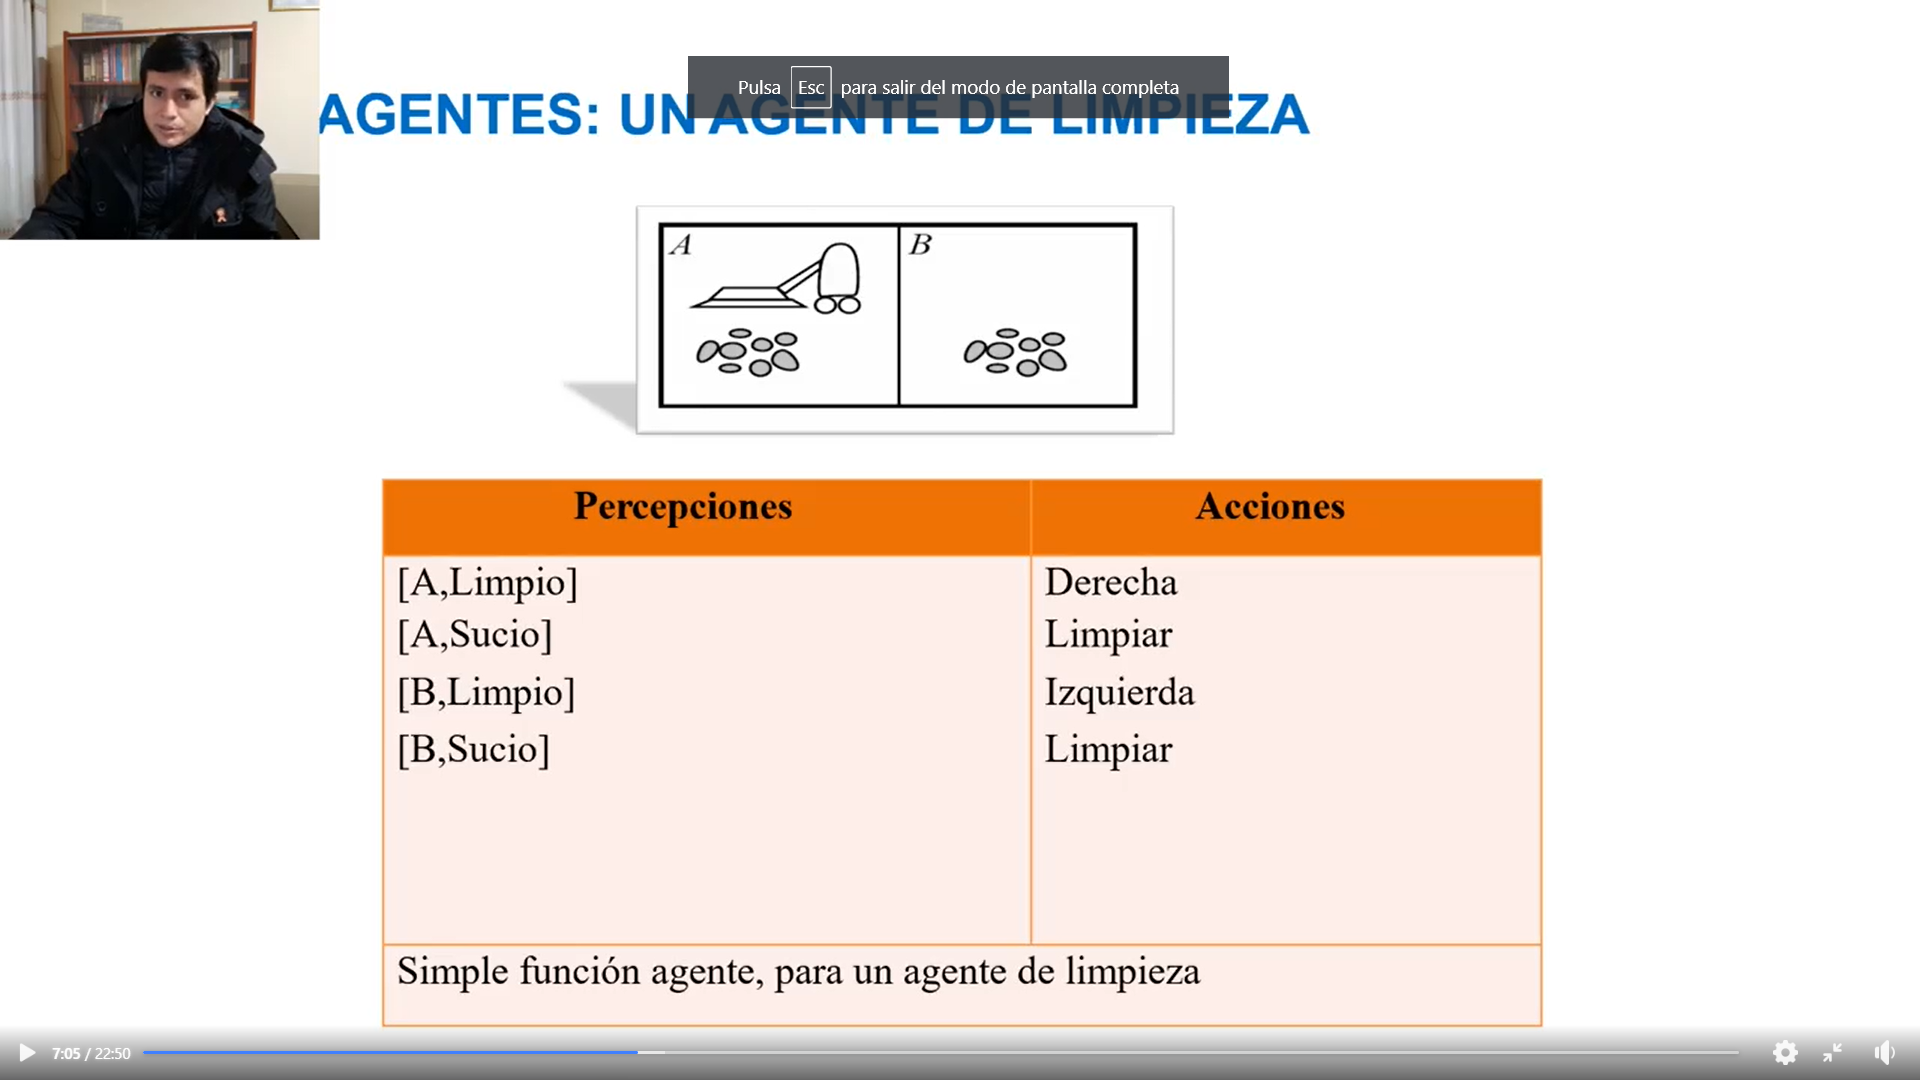 Pulsa Esc para salir del modo de pantalla completa
AGENTES: UN AGENTE DE LIMPIEZA
A
B
Percepciones
Acciones
[A,Limpio]
Derecha
[A,Sucio]
Limpiar
[B,Limpio]
Izquierda
[B,Sucio]
Limpiar
Simple función agente, para un agente de limpieza
7:05 / 22:50